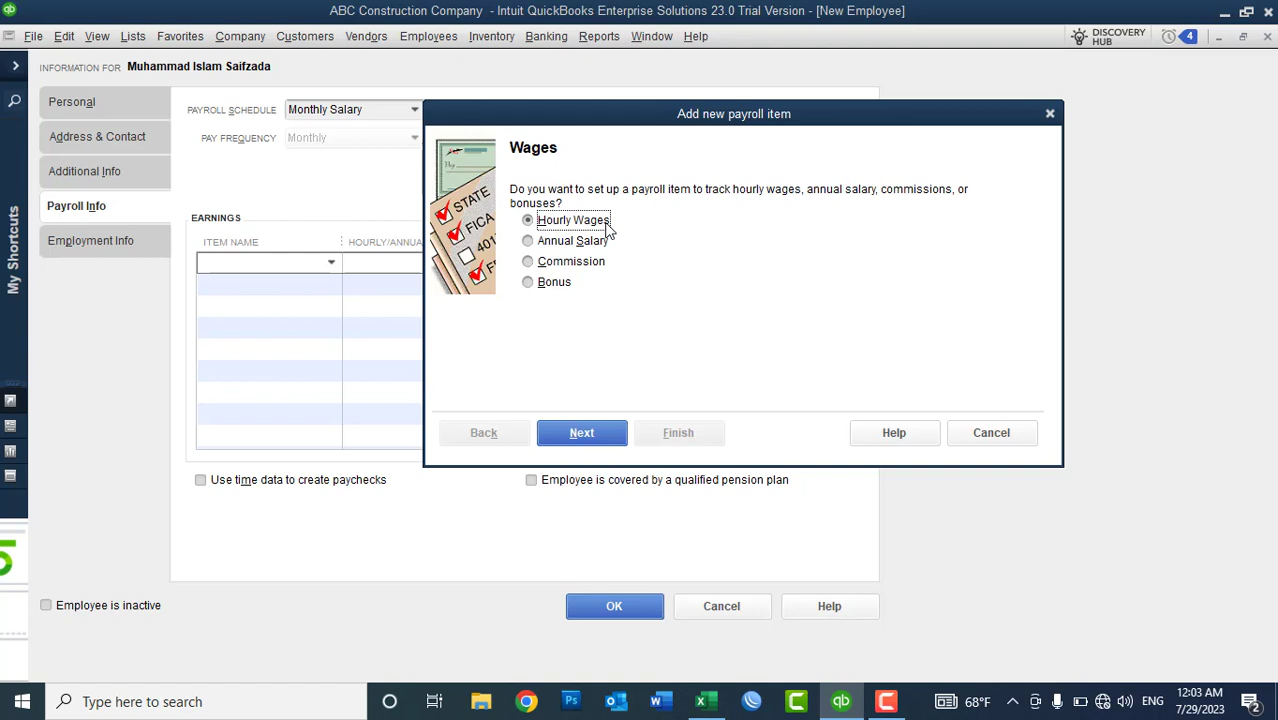 ABC Construction Company - Intuit QuickBooks Enterprise Solutions 23.0 Trial Version - [New Employee]
File Edit View Lists Favorites Company Customers Vendors Employees Inventory Banking Reports Window Help
DISCOVERY HUB 4
INFORMATION FOR Muhammad Islam Saifzada
Personal
Address & Contact
Additional Info
Payroll Info
Employment Info
My Shortcuts
PAYROLL SCHEDULE Monthly Salary
PAY FREQUENCY Monthly
EARNINGS
ITEM NAME HOURLY/ANNUA
Add new payroll item
Wages
Do you want to set up a payroll item to track hourly wages, annual salary, commissions, or
bonuses?
Hourly Wages
Annual Salary
Commission
Bonus
STATE
FICA
401
Back Next Finish Help Cancel
Use time data to create paychecks Employee is covered by a qualified pension plan
Employee is inactive
OK Cancel Help
Type here to search
68°F ENG 12:03 AM
7/29/2023 2